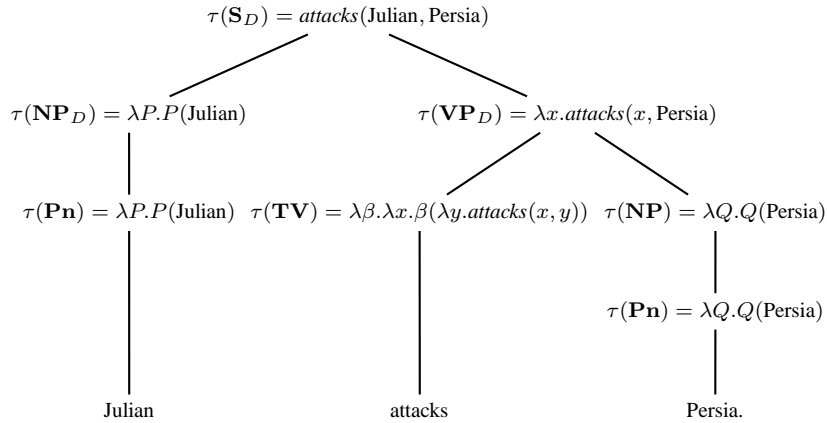 τ(S_D) = attacks(Julian, Persia)
τ(NP_D) = λP.P(Julian) τ(VP_D) = λx.attacks(x, Persia)
τ(Pn) = λP.P(Julian) τ(TV) = λβ.λx.β(λy.attacks(x, y)) τ(NP) = λQ.Q(Persia)
τ(Pn) = λQ.Q(Persia)
Julian attacks Persia.